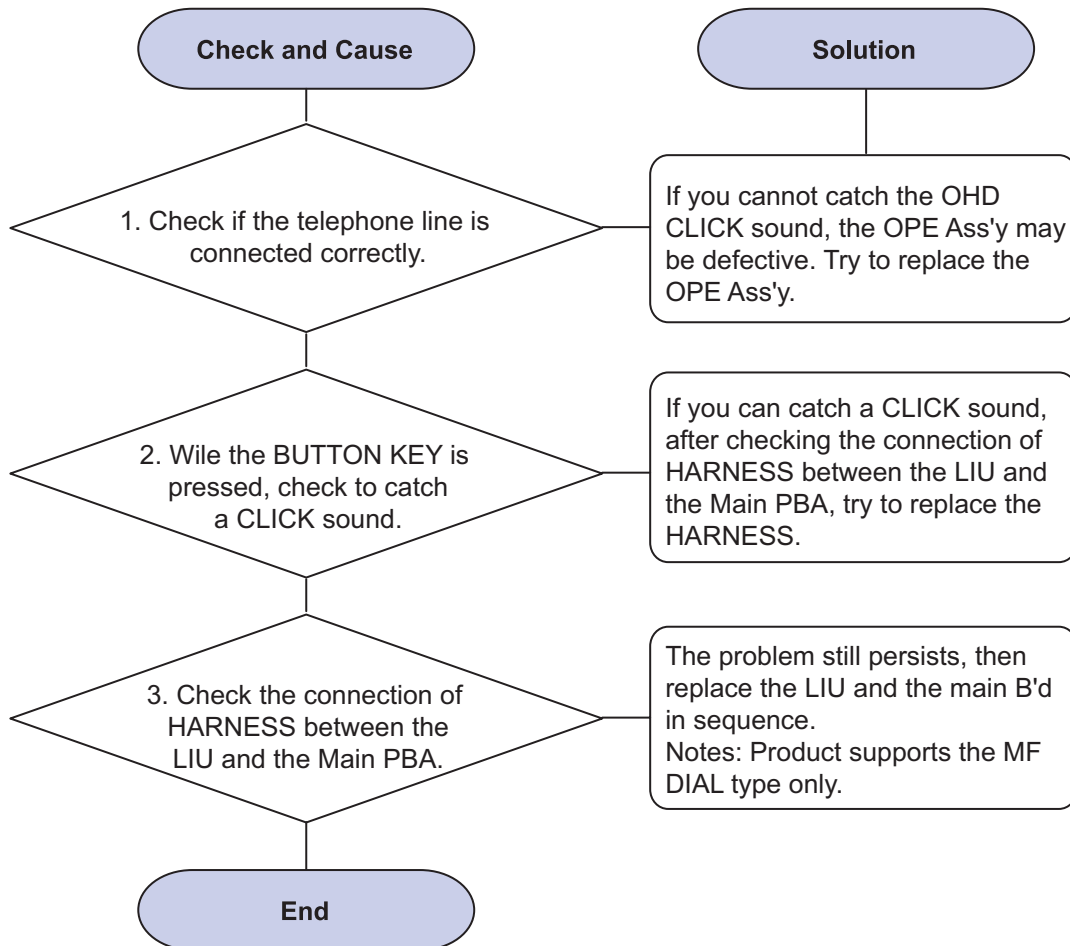 Check and Cause
Solution
1. Check if the telephone line is
connected correctly.
If you cannot catch the OHD
CLICK sound, the OPE Ass'y may
be defective. Try to replace the
OPE Ass'y.
2. Wile the BUTTON KEY is
pressed, check to catch
a CLICK sound.
If you can catch a CLICK sound,
after checking the connection of
HARNESS between the LIU and
the Main PBA, try to replace the
HARNESS.
3. Check the connection of
HARNESS between the
LIU and the Main PBA.
The problem still persists, then
replace the LIU and the main B'd
in sequence.
Notes: Product supports the MF
DIAL type only.
End